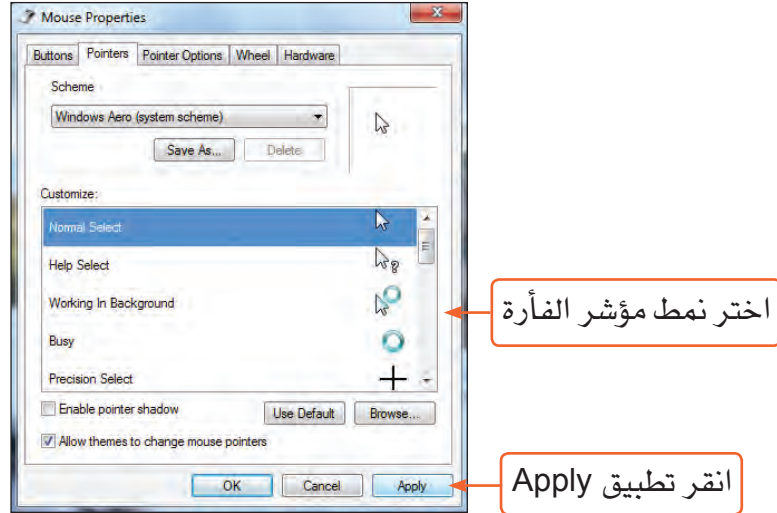 Mouse Properties
Buttons Pointers Pointer Options Wheel Hardware
Scheme
Windows Aero (system scheme)
Save As... Delete
Customize:
Normal Select
Help Select
Working In Background
Busy
Precision Select
اختر نمط مؤشر الفأرة
Enable pointer shadow
Use Default Browse...
Allow themes to change mouse pointers
OK Cancel Apply
انقر تطبيق Apply